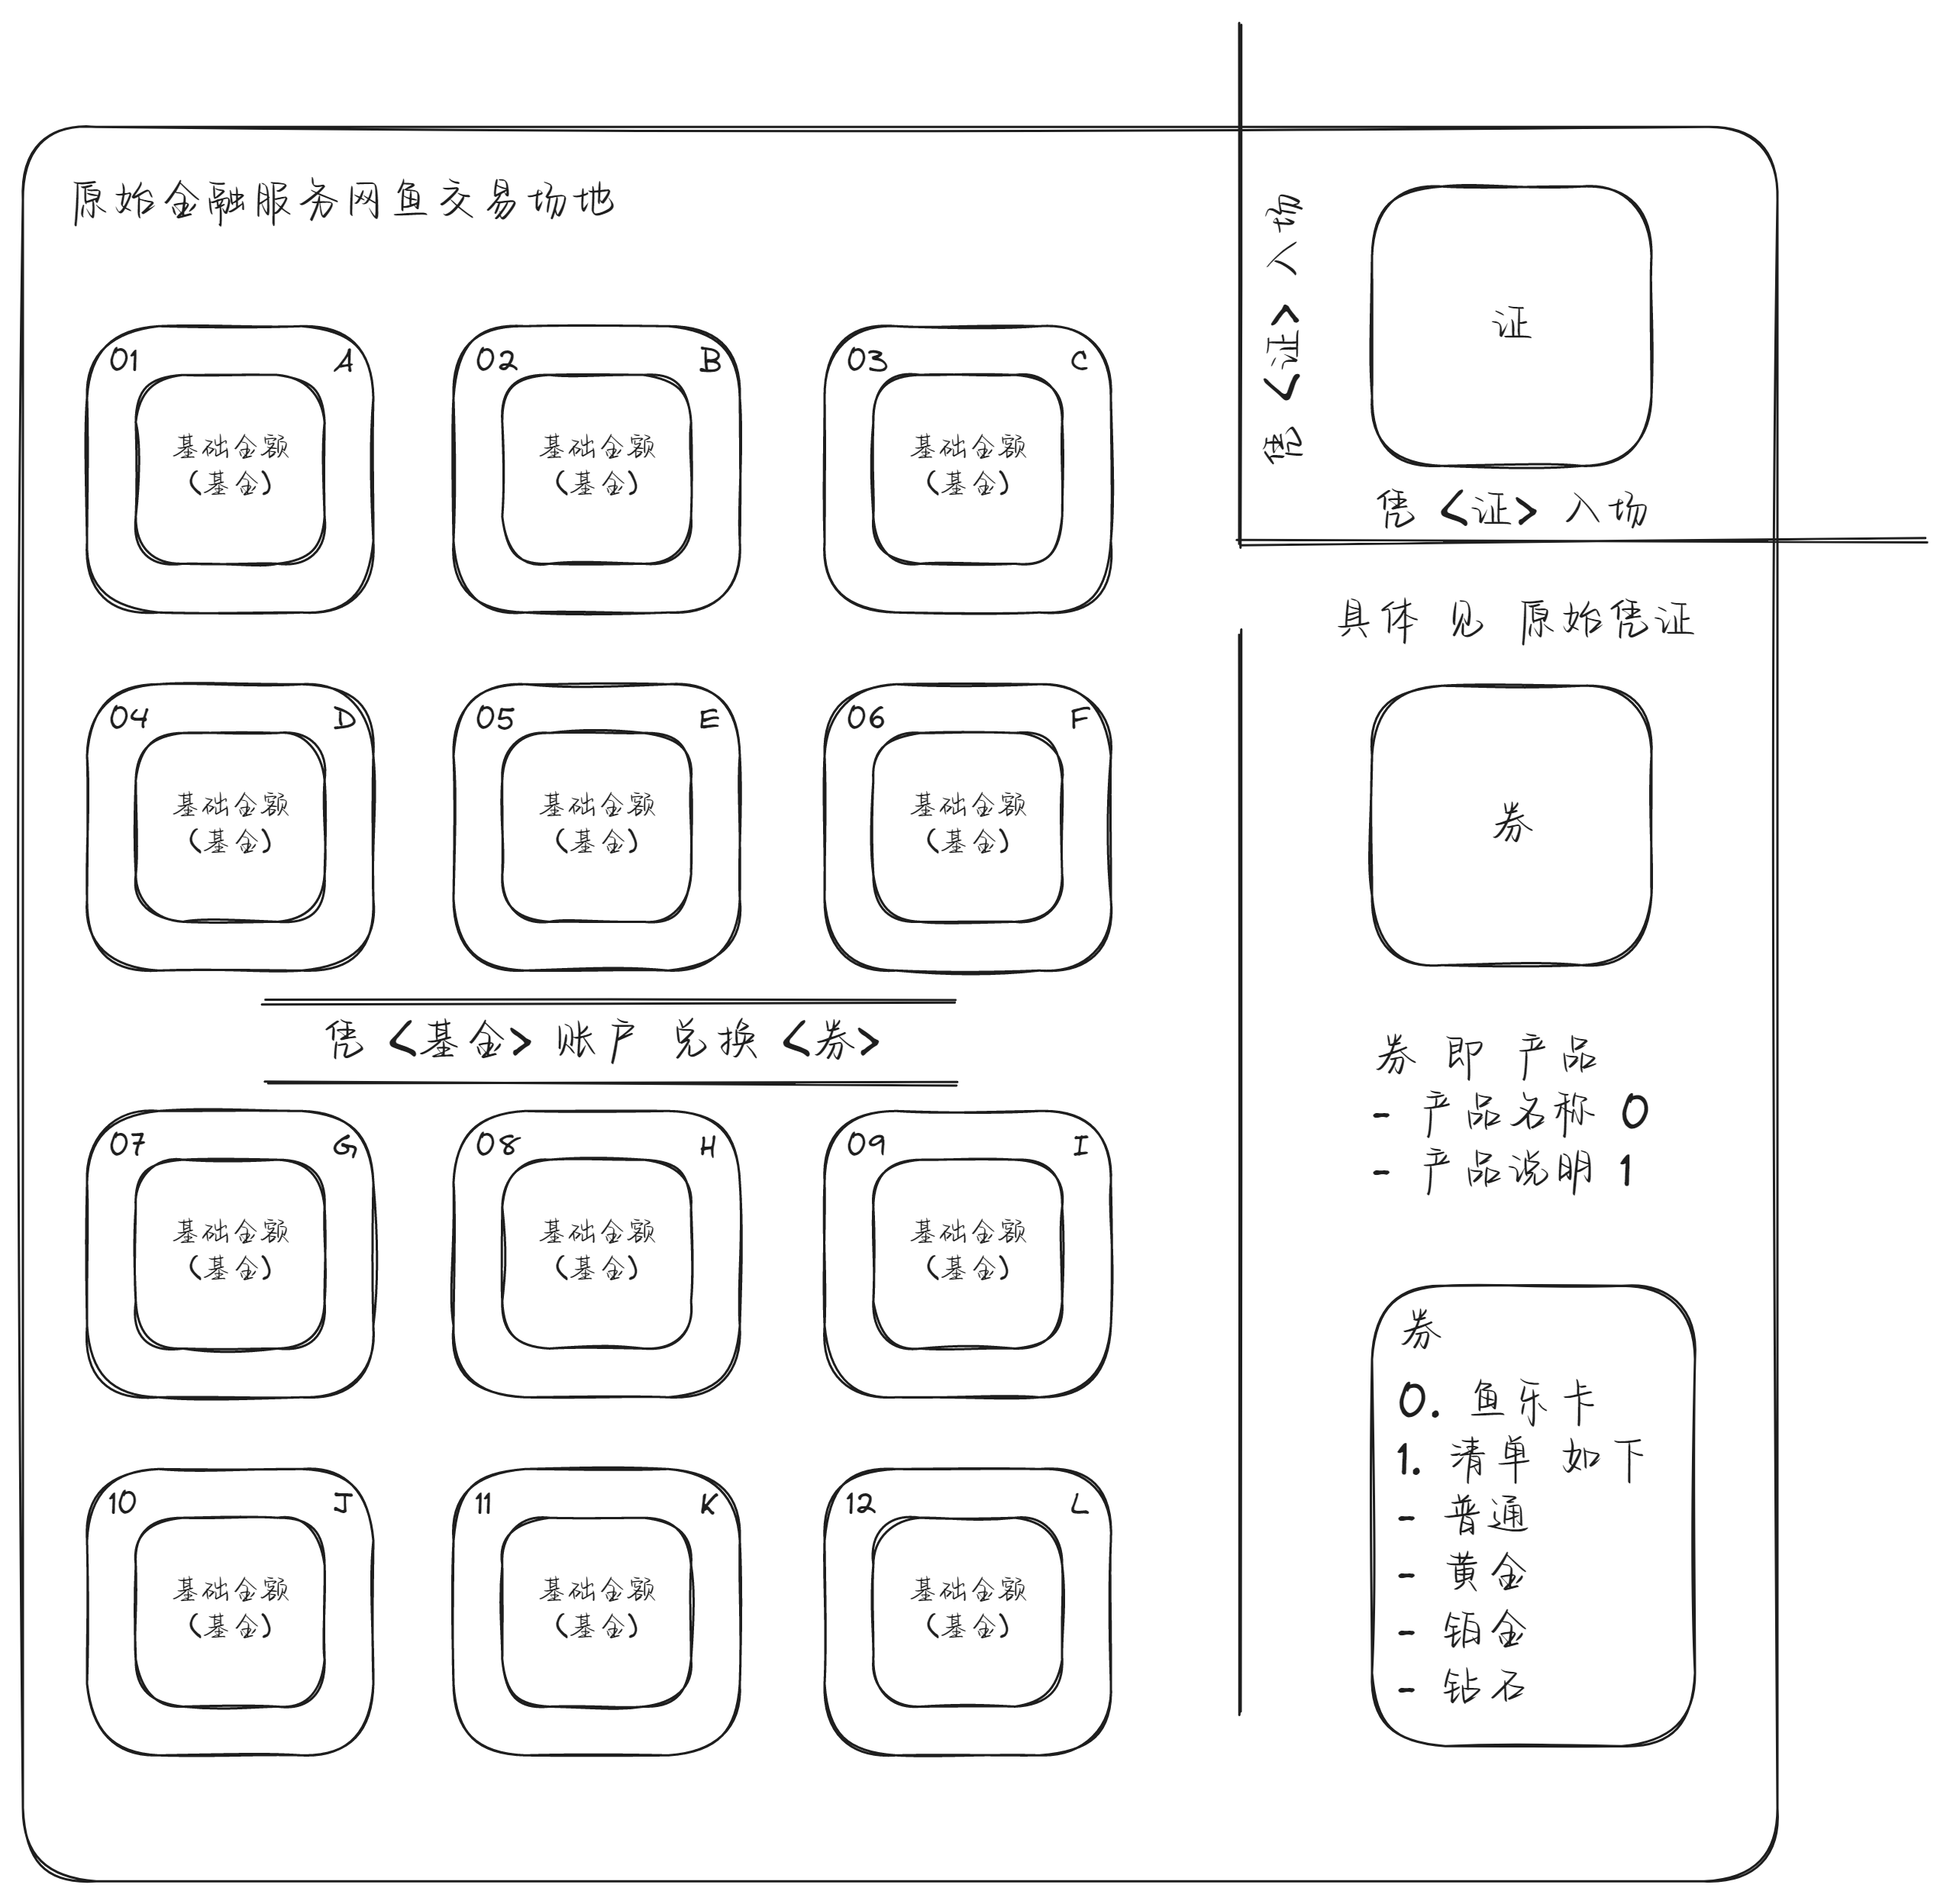 原始金融服务网鱼交易场地
01 A
基础金额
(基金)
02 B
基础金额
(基金)
03 C
基础金额
(基金)
04 D
基础金额
(基金)
05 E
基础金额
(基金)
06 F
基础金额
(基金)
凭 <基金> 账户 兑换 <券>
07 G
基础金额
(基金)
08 H
基础金额
(基金)
09 I
基础金额
(基金)
10 J
基础金额
(基金)
11 K
基础金额
(基金)
12 L
基础金额
(基金)
凭 <证> 入场
证
凭 <证> 入场
具体 见 原始凭证
券
券 即 产品
- 产品名称 0
- 产品说明 1
券
0. 鱼乐卡
1. 清单 如下
- 普通
- 黄金
- 铂金
- 钻石